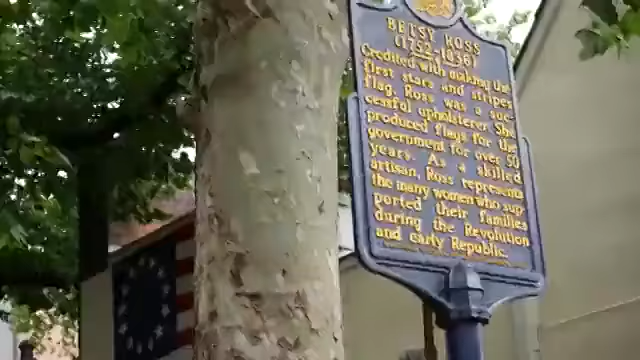 BETSY ROSS
(1752-1836)
Credited with making the
first stars and stripes
flag, Ross was a suc-
cessful upholsterer. She
produced flags for the
government for over 50
years. As a skilled
artisan, Ross represents
the many women who sup-
ported their families
during the Revolution
and early Republic.